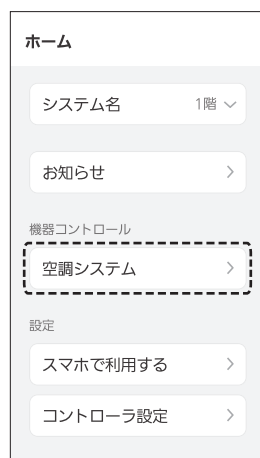 ホーム
システム名 1階
お知らせ
機器コントロール
空調システム
設定
スマホで利用する
コントローラ設定